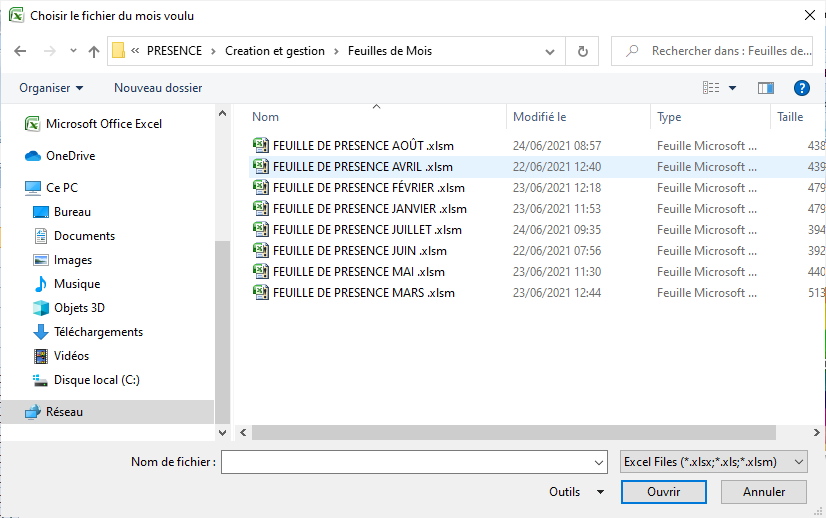 Choisir le fichier du mois voulu
« PRESENCE > Creation et gestion > Feuilles de Mois
Rechercher dans : Feuilles de...
Organiser
Nouveau dossier
?
Microsoft Office Excel
OneDrive
Ce PC
Bureau
Documents
Images
Musique
Objets 3D
Téléchargements
Vidéos
Disque local (C:)
Réseau
Nom Modifié le Type Taille
FEUILLE DE PRESENCE AOÛT .xlsm 24/06/2021 08:57 Feuille Microsoft ... 438
FEUILLE DE PRESENCE AVRIL .xlsm 22/06/2021 12:40 Feuille Microsoft ... 439
FEUILLE DE PRESENCE FÉVRIER .xlsm 23/06/2021 12:18 Feuille Microsoft ... 479
FEUILLE DE PRESENCE JANVIER .xlsm 23/06/2021 11:53 Feuille Microsoft ... 479
FEUILLE DE PRESENCE JUILLET .xlsm 24/06/2021 09:35 Feuille Microsoft ... 394
FEUILLE DE PRESENCE JUIN .xlsm 22/06/2021 07:56 Feuille Microsoft ... 392
FEUILLE DE PRESENCE MAI .xlsm 23/06/2021 11:30 Feuille Microsoft ... 440
FEUILLE DE PRESENCE MARS .xlsm 23/06/2021 12:44 Feuille Microsoft ... 513
Nom de fichier :
Excel Files (*.xlsx;*.xls;*.xlsm)
Outils
Ouvrir
Annuler